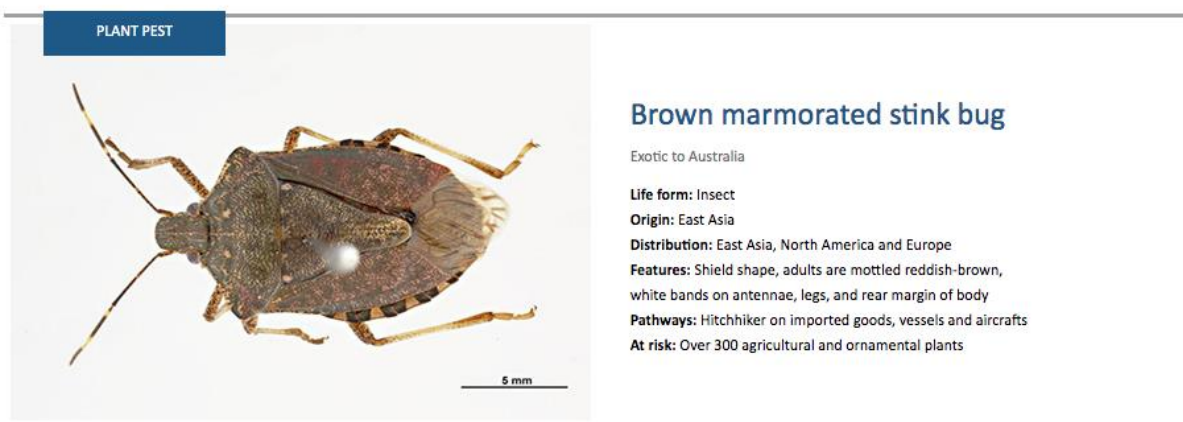 PLANT PEST
Brown marmorated stink bug
Exotic to Australia
Life form: Insect
Origin: East Asia
Distribution: East Asia, North America and Europe
Features: Shield shape, adults are mottled reddish-brown,
white bands on antennae, legs, and rear margin of body
Pathways: Hitchhiker on imported goods, vessels and aircrafts
At risk: Over 300 agricultural and ornamental plants
5 mm